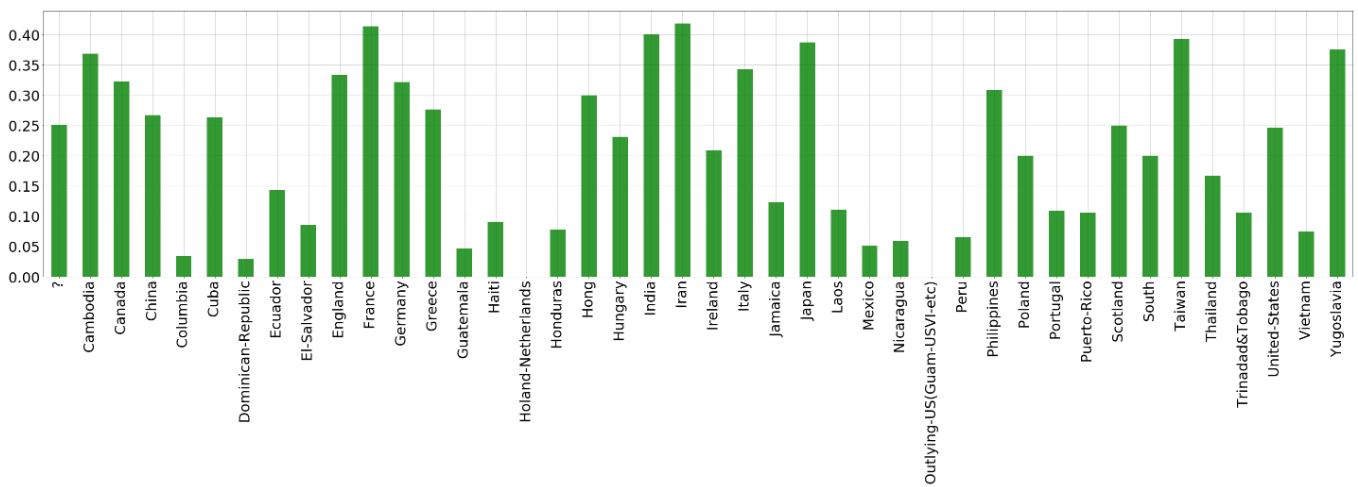 0.40
0.35
0.30
0.25
0.20
0.15
0.10
0.05
0.00
?
Cambodia
Canada
China
Columbia
Cuba
Dominican-Republic
Ecuador
El-Salvador
England
France
Germany
Greece
Guatemala
Haiti
Holand-Netherlands
Honduras
Hong
Hungary
India
Iran
Ireland
Italy
Jamaica
Japan
Laos
Mexico
Nicaragua
Outlying-US(Guam-USVI-etc)
Peru
Philippines
Poland
Portugal
Puerto-Rico
Scotland
South
Taiwan
Thailand
Trinadad&Tobago
United-States
Vietnam
Yugoslavia